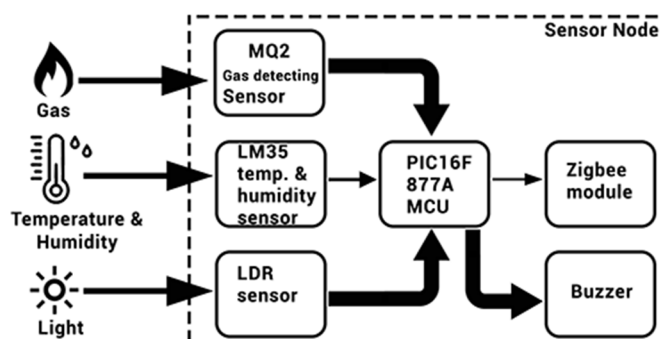 Sensor Node
MQ2
Gas detecting
Sensor
Gas
LM35
temp. &
humidity
sensor
PIC16F
877A
MCU
Zigbee
module
Temperature &
Humidity
LDR
sensor
Buzzer
Light